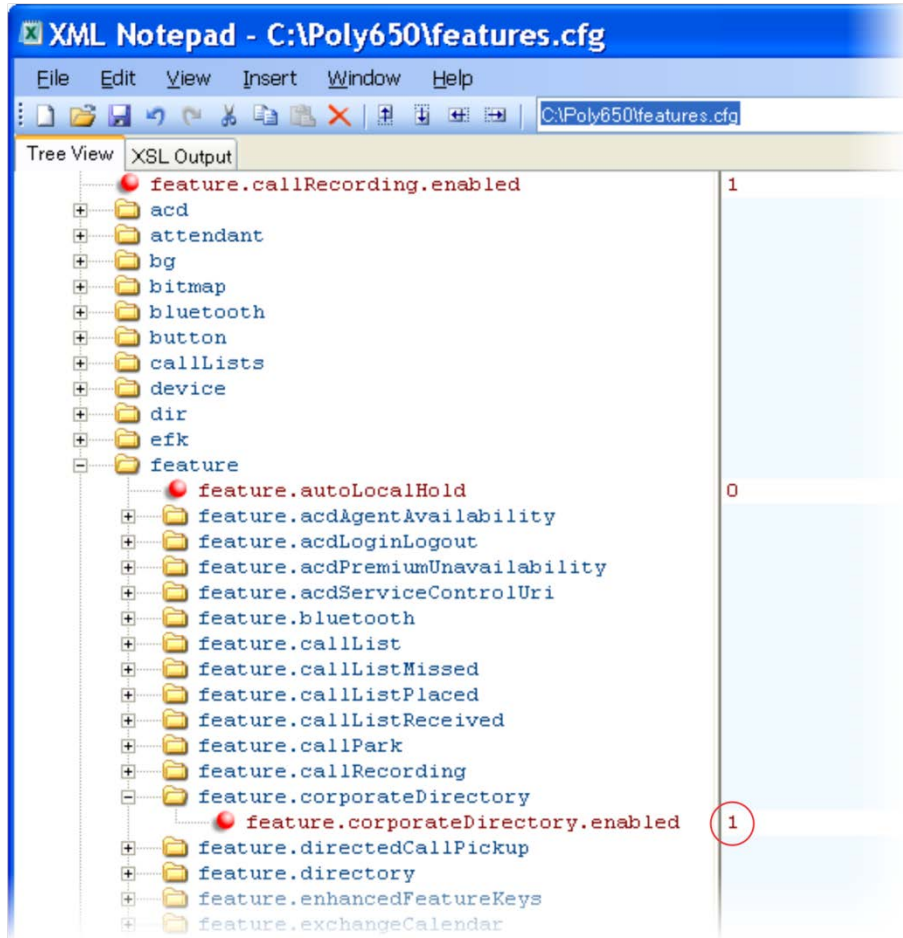 XML Notepad - C:\Poly650\features.cfg
File Edit View Insert Window Help
C:\Poly650\features.cfg
Tree View XSL Output
feature.callRecording.enabled 1
acd
attendant
bg
bitmap
bluetooth
button
callLists
device
dir
efk
feature
feature.autoLocalHold 0
feature.acdAgentAvailability
feature.acdLoginLogout
feature.acdPremiumUnavailability
feature.acdServiceControlUri
feature.bluetooth
feature.callList
feature.callListMissed
feature.callListPlaced
feature.callListReceived
feature.callPark
feature.callRecording
feature.corporateDirectory
feature.corporateDirectory.enabled 1
feature.directedCallPickup
feature.directory
feature.enhancedFeatureKeys
feature.exchangeCalendar